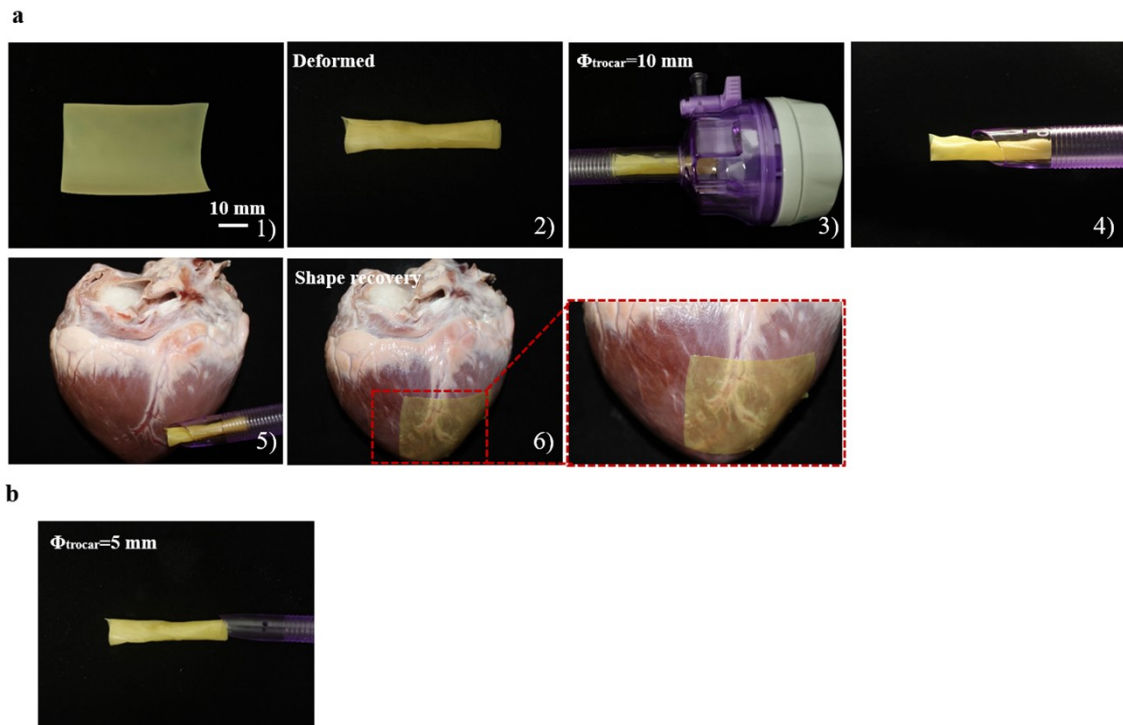 a
10 mm
1)
Deformed
2)
Φtrocar=10 mm
3)
4)
5)
Shape recovery
6)
b
Φtrocar=5 mm